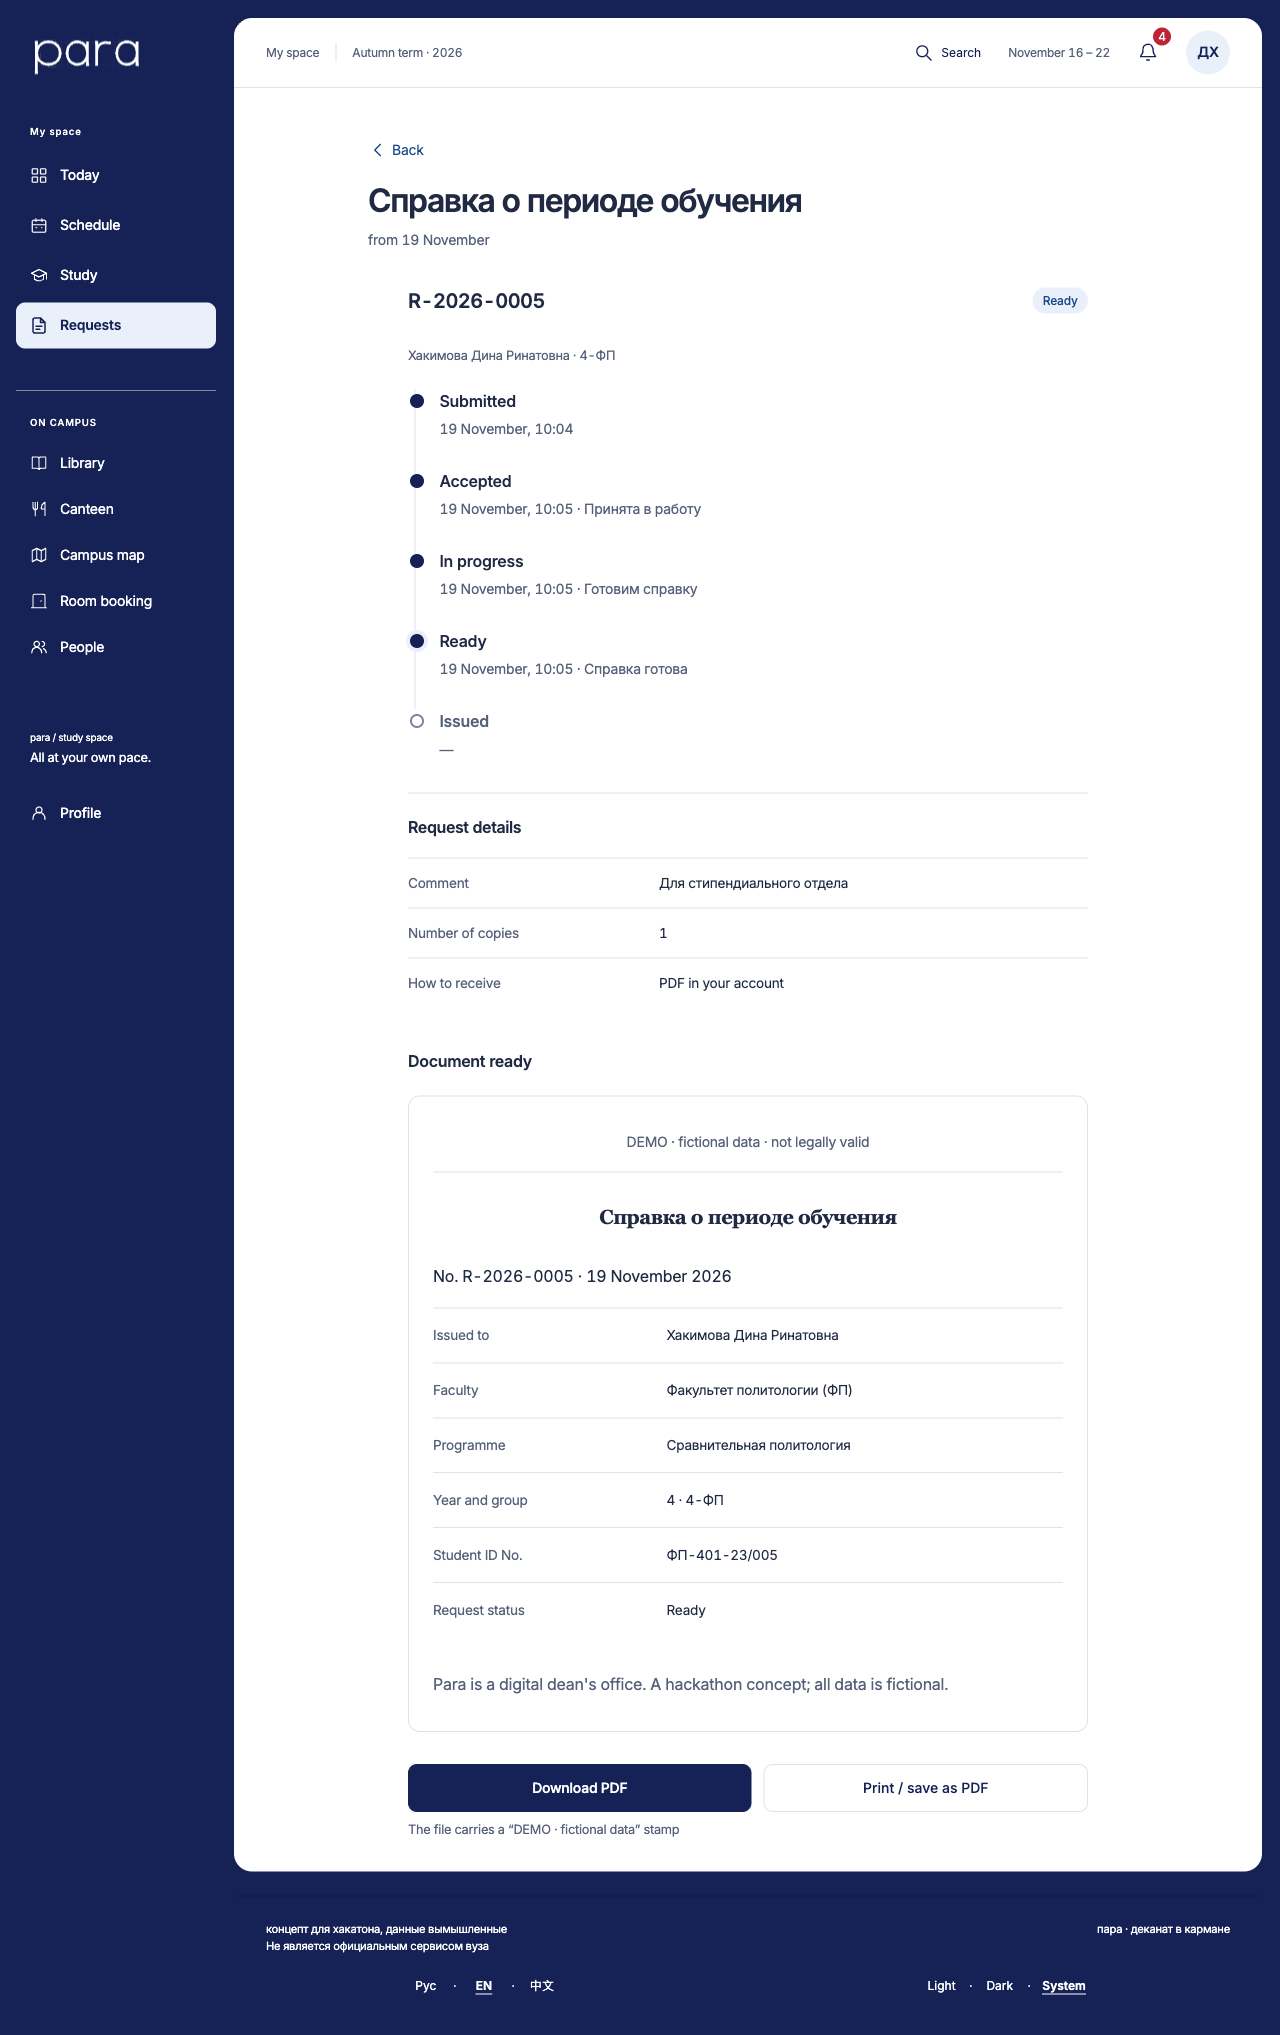 para
My space
Today
Schedule
Study
Requests
ON CAMPUS
Library
Canteen
Campus map
Room booking
People
para / study space
All at your own pace.
Profile
My space
Autumn term · 2026
Search
November 16 – 22
4
ДХ
Back
Справка о периоде обучения
from 19 November
R-2026-0005
Ready
Хакимова Дина Ринатовна · 4-ФП
Submitted
19 November, 10:04
Accepted
19 November, 10:05 · Принята в работу
In progress
19 November, 10:05 · Готовим справку
Ready
19 November, 10:05 · Справка готова
Issued
—
Request details
Comment Для стипендиального отдела
Number of copies 1
How to receive PDF in your account
Document ready
DEMO · fictional data · not legally valid
Справка о периоде обучения
No. R-2026-0005 · 19 November 2026
Issued to Хакимова Дина Ринатовна
Faculty Факультет политологии (ФП)
Programme Сравнительная политология
Year and group 4 · 4-ФП
Student ID No. ФП-401-23/005
Request status Ready
Para is a digital dean's office. A hackathon concept; all data is fictional.
Download PDF
Print / save as PDF
The file carries a “DEMO · fictional data” stamp
концепт для хакатона, данные вымышленные
Не является официальным сервисом вуза
пара · деканат в кармане
Рус · EN · 中文
Light · Dark · System